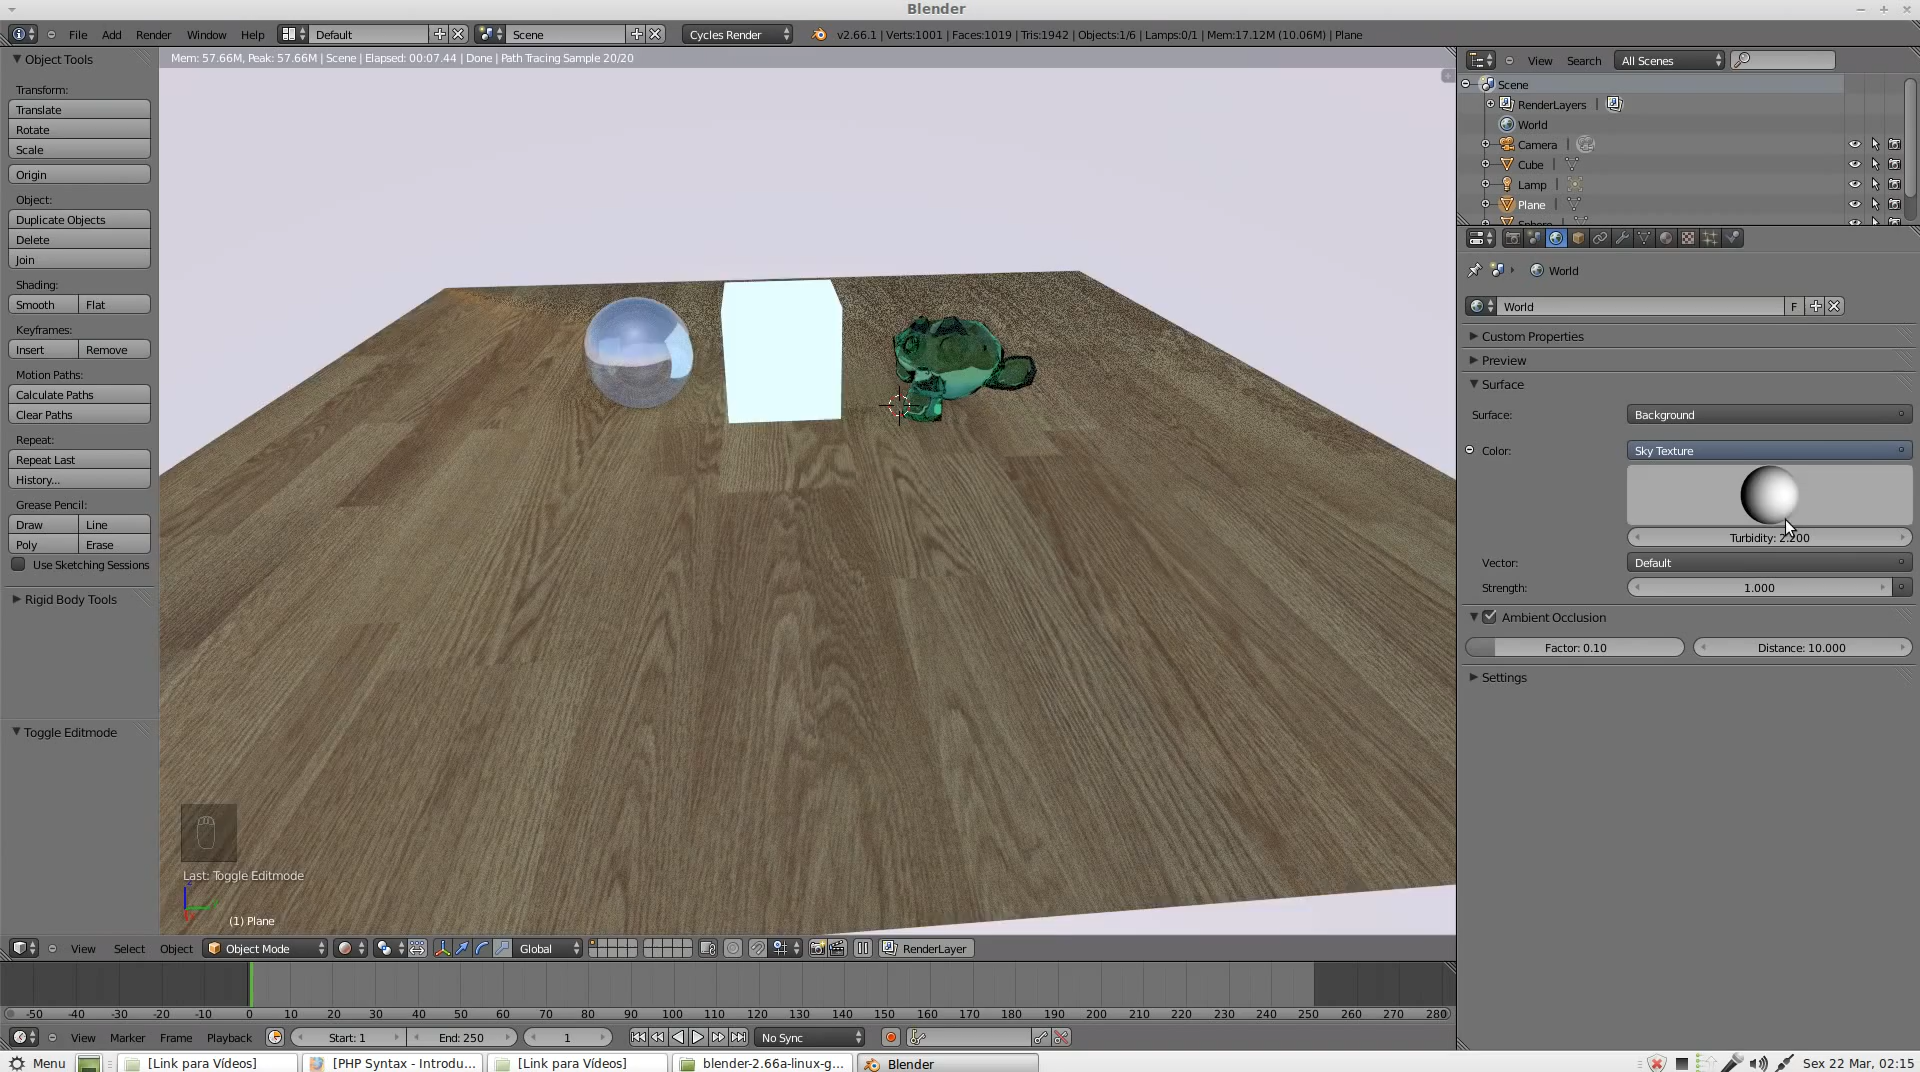 Blender
File Add Render Window Help Default Scene Cycles Render v2.66.1 | Verts:1001 | Faces:1019 | Tris:1942 | Objects:1/6 | Lamps:0/1 | Mem:17.12M (10.06M) | Plane
Mem: 57.66M, Peak: 57.66M | Scene | Elapsed: 00:07.44 | Done | Path Tracing Sample 20/20
Object Tools
Transform:
Translate
Rotate
Scale
Origin
Object:
Duplicate Objects
Delete
Join
Shading:
Smooth Flat
Keyframes:
Insert Remove
Motion Paths:
Calculate Paths
Clear Paths
Repeat:
Repeat Last
History...
Grease Pencil:
Draw Line
Poly Erase
Use Sketching Sessions
Rigid Body Tools
Toggle Editmode
Last: Toggle Editmode
(1) Plane
View Search All Scenes
Scene
RenderLayers |
World
Camera |
Cube |
Lamp |
Plane |
Sphere
World
World F
Custom Properties
Preview
Surface
Surface: Background
Color: Sky Texture
Turbidity: 2.200
Vector: Default
Strength: 1.000
Ambient Occlusion
Factor: 0.10 Distance: 10.000
Settings
View Select Object Object Mode Global RenderLayer
-50 -40 -30 -20 -10 0 10 20 30 40 50 60 70 80 90 100 110 120 130 140 150 160 170 180 190 200 210 220 230 240 250 260 270 280
View Marker Frame Playback Start: 1 End: 250 1 No Sync
Menu [Link para Vídeos] [PHP Syntax - Introdu... [Link para Vídeos] blender-2.66a-linux-g... Blender Sex 22 Mar, 02:15